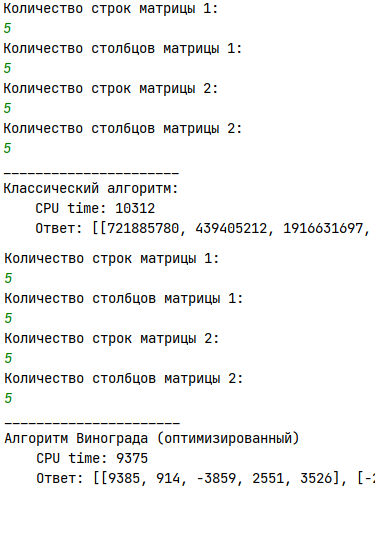 Количество строк матрицы 1:
5
Количество столбцов матрицы 1:
5
Количество строк матрицы 2:
5
Количество столбцов матрицы 2:
5
______________________
Классический алгоритм:
CPU time: 10312
Ответ: [[721885780, 439405212, 1916631697,
Количество строк матрицы 1:
5
Количество столбцов матрицы 1:
5
Количество строк матрицы 2:
5
Количество столбцов матрицы 2:
5
______________________
Алгоритм Винограда (оптимизированный)
CPU time: 9375
Ответ: [[9385, 914, -3859, 2551, 3526], [-2